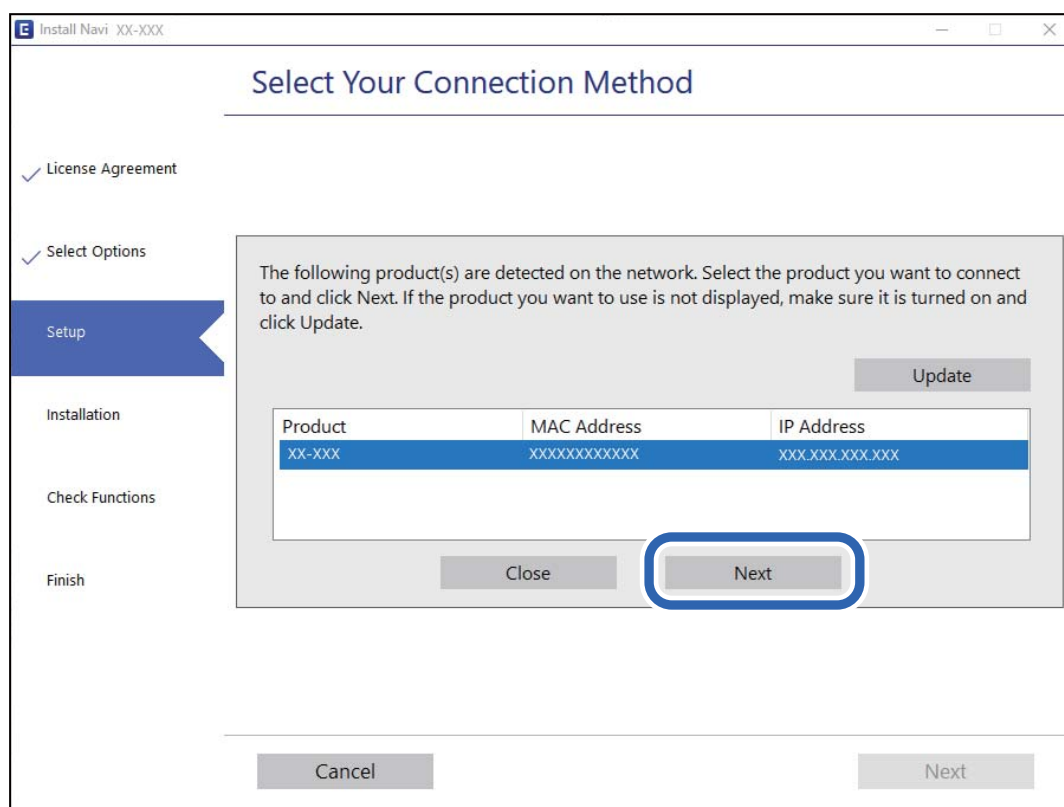 E Install Navi XX-XXX
Select Your Connection Method
License Agreement
Select Options
Setup
Installation
Check Functions
Finish
The following product(s) are detected on the network. Select the product you want to connect
to and click Next. If the product you want to use is not displayed, make sure it is turned on and
click Update.
Update
Product MAC Address IP Address
XX-XXX XXXXXXXXXXXX XXX.XXX.XXX.XXX
Close Next
Cancel Next